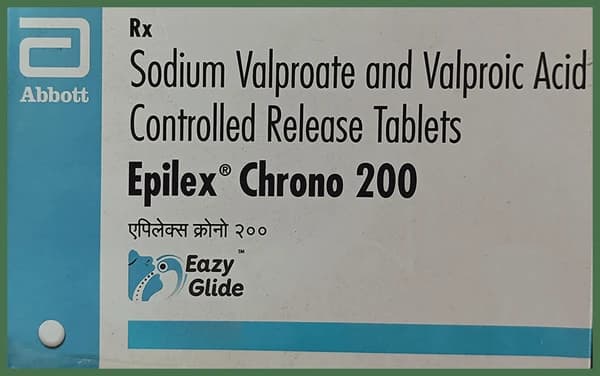 Abbott
Rx
Sodium Valproate and Valproic Acid
Controlled Release Tablets
Epilex® Chrono 200
एपिलेक्स क्रोनो २००
Eazy™
Glide